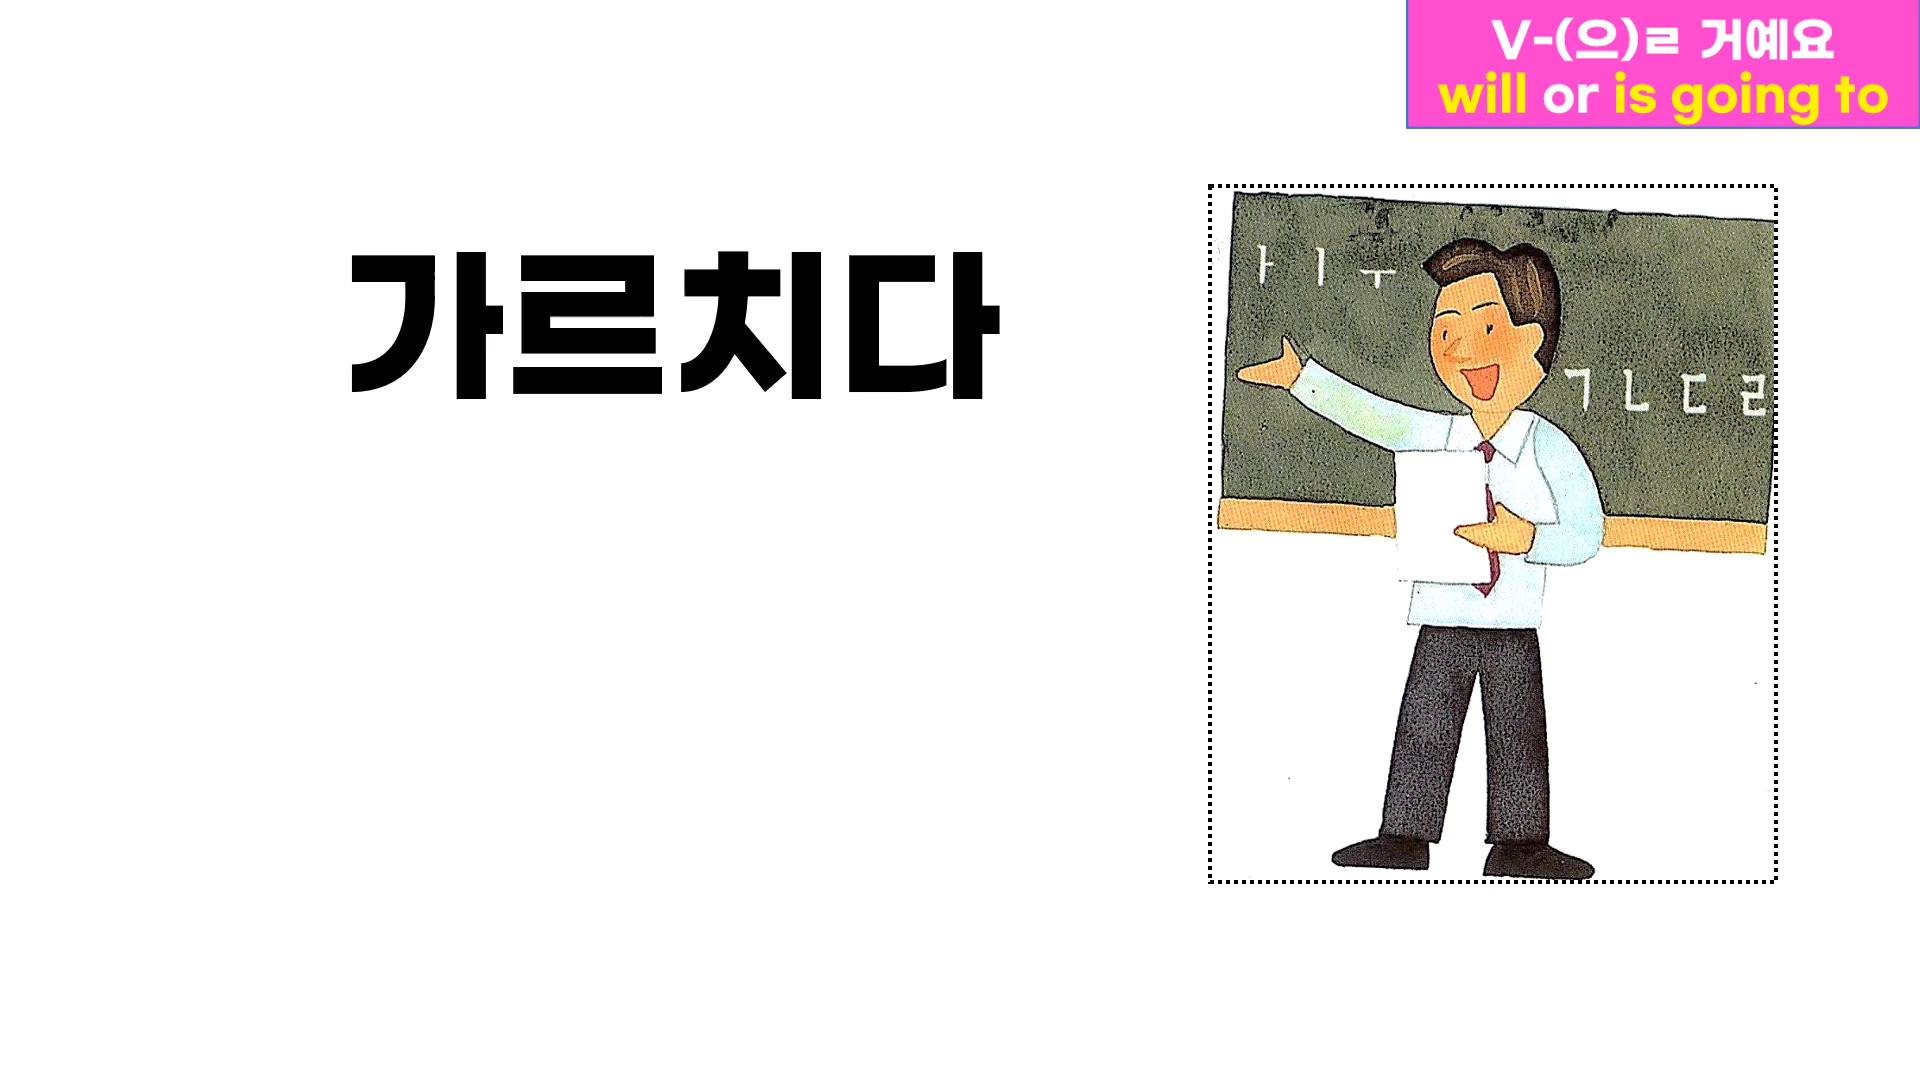 V-(으)ㄹ 거예요
will or is going to
가르치다
ㅏ ㅣ ㅜ
ㄱ ㄴ ㄷ ㄹ